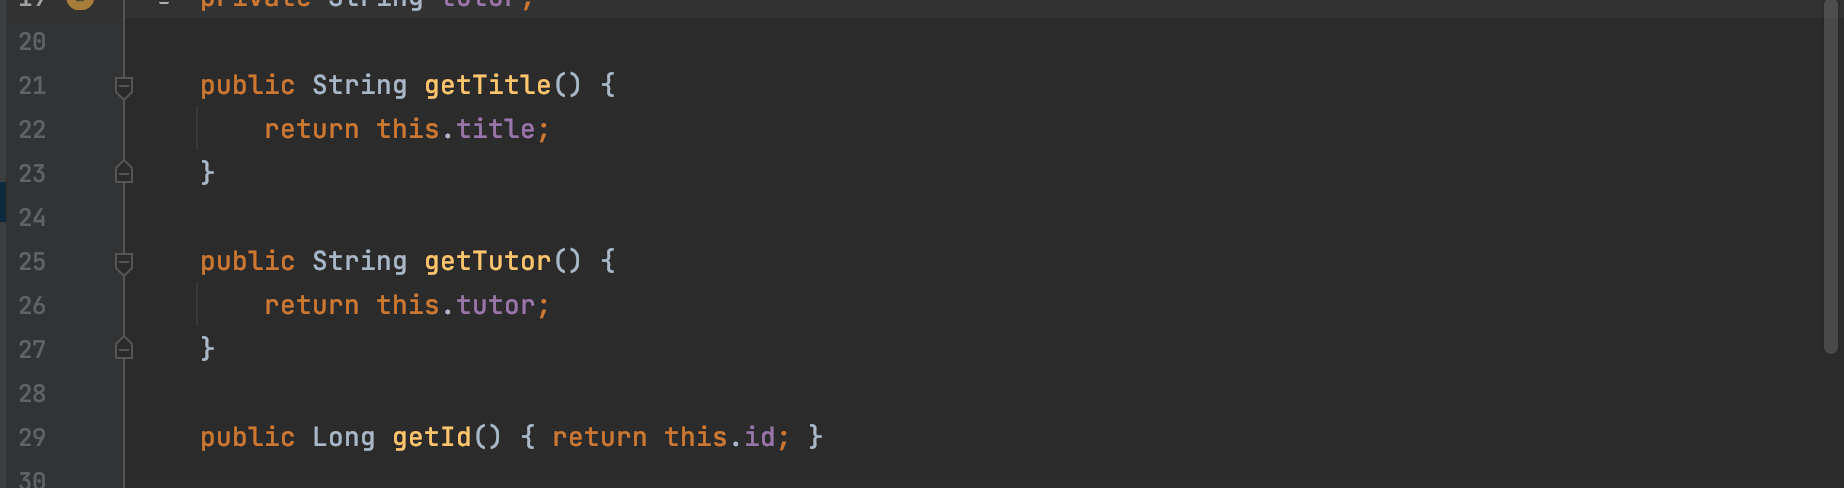 19 private String tutor;
20
21 public String getTitle() {
22 return this.title;
23 }
24
25 public String getTutor() {
26 return this.tutor;
27 }
28
29 public Long getId() { return this.id; }
30